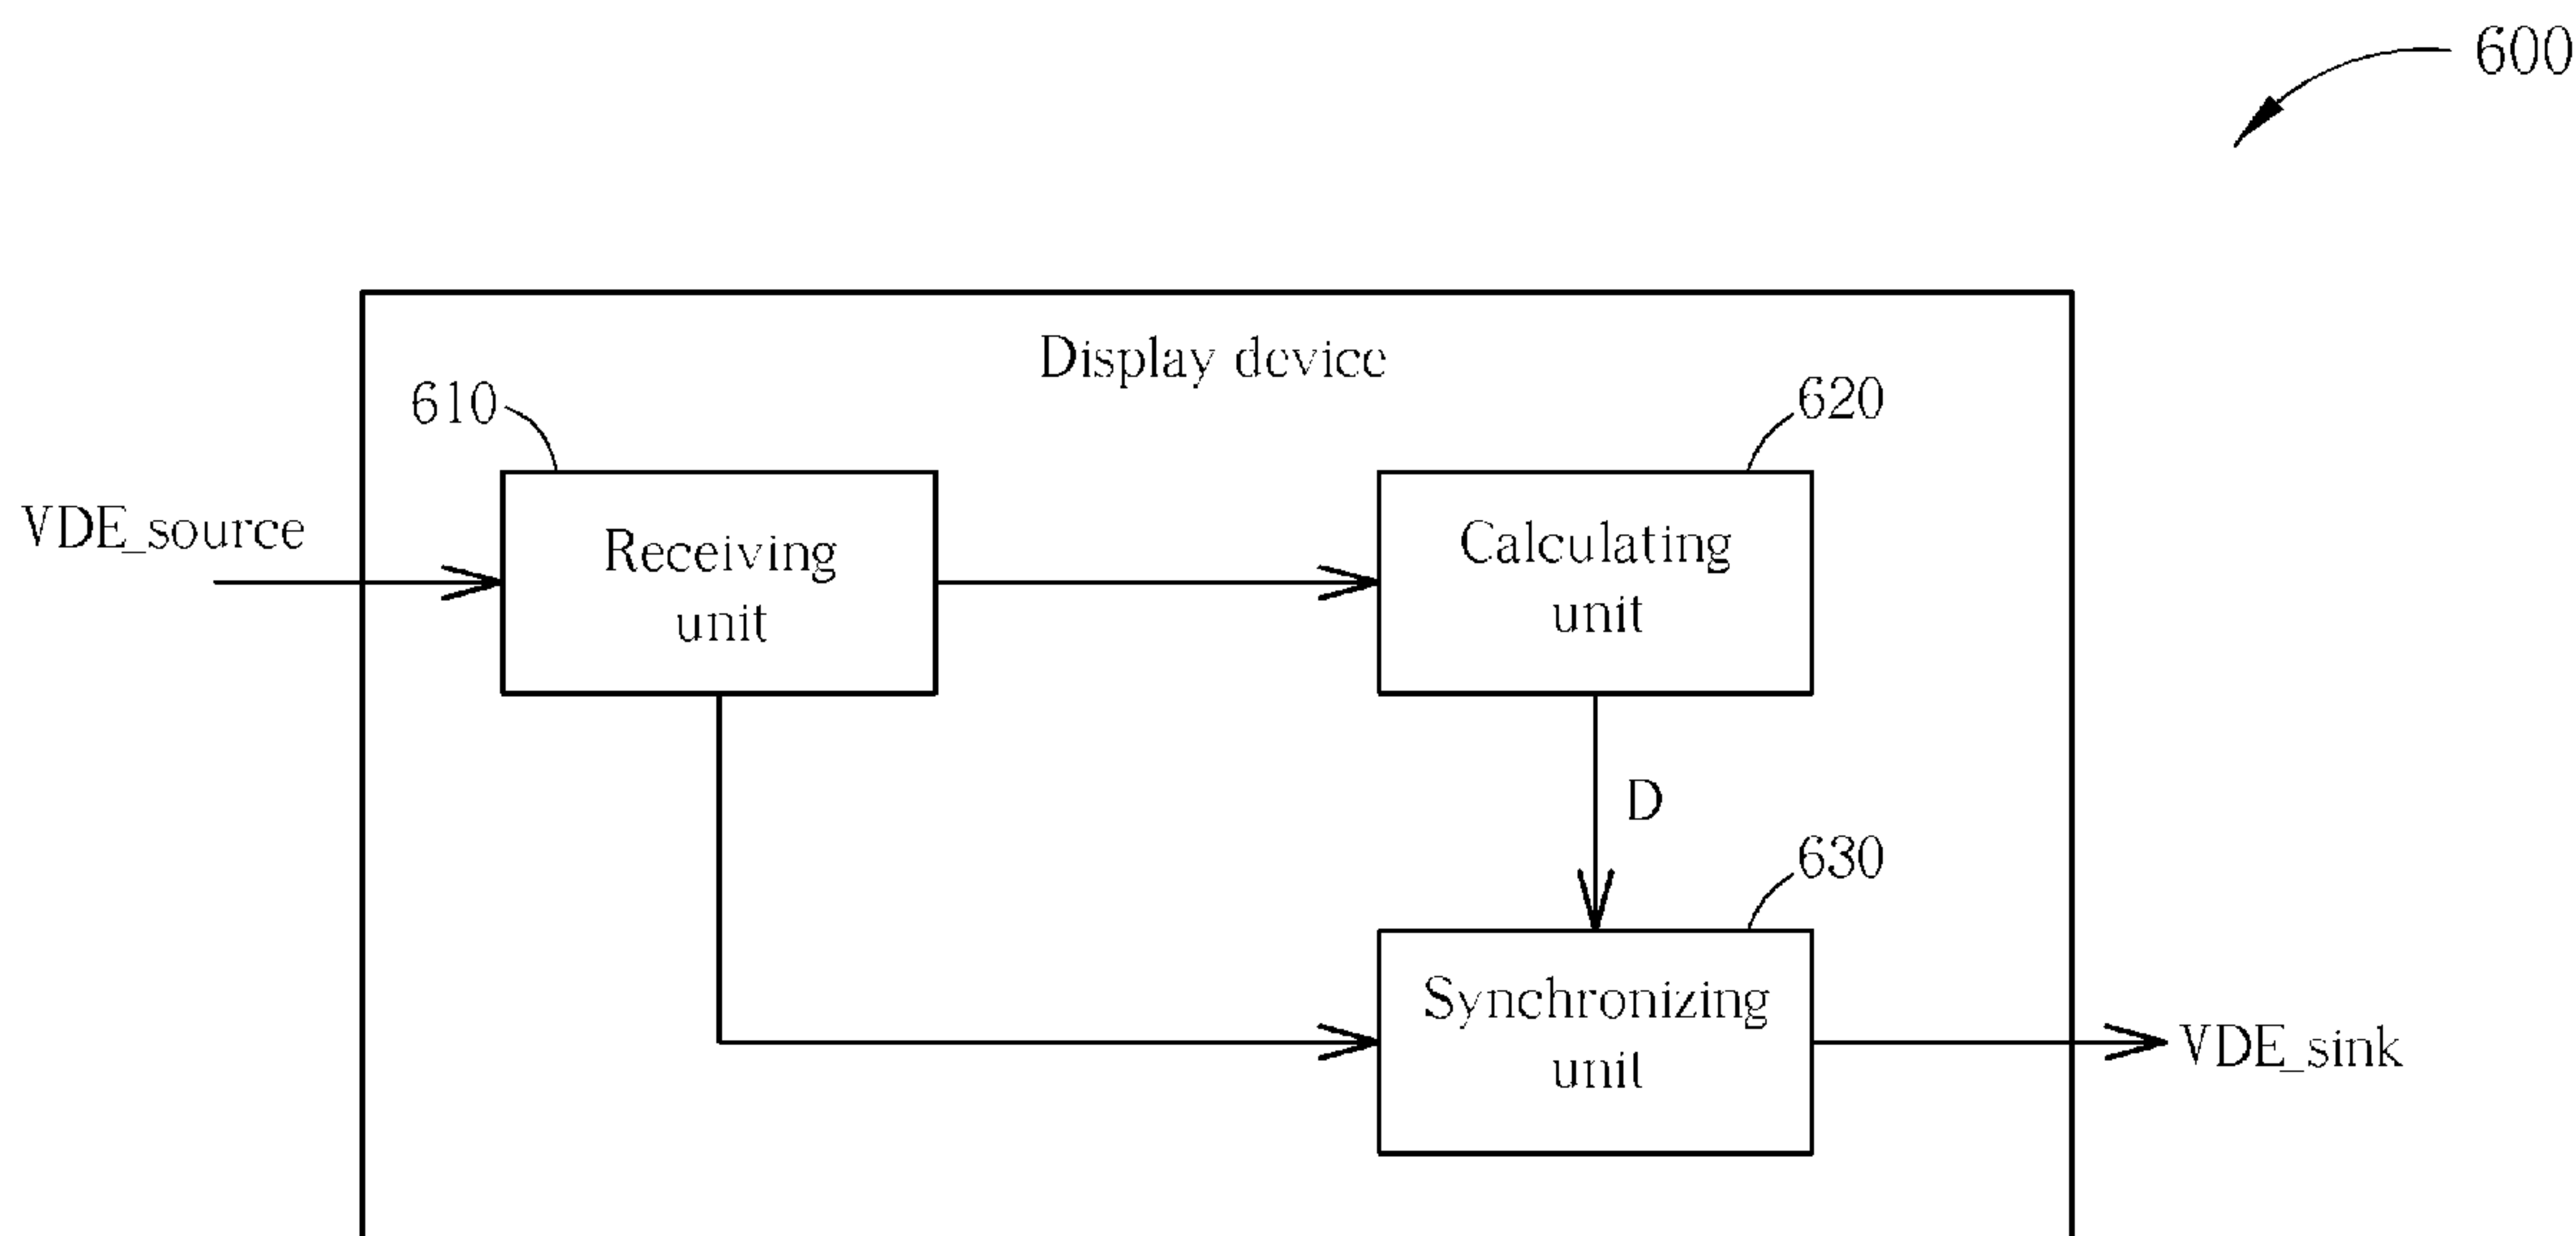 600
Display device
610
620
VDE_source
Receiving
unit
Calculating
unit
D
630
Synchronizing
unit
VDE_sink